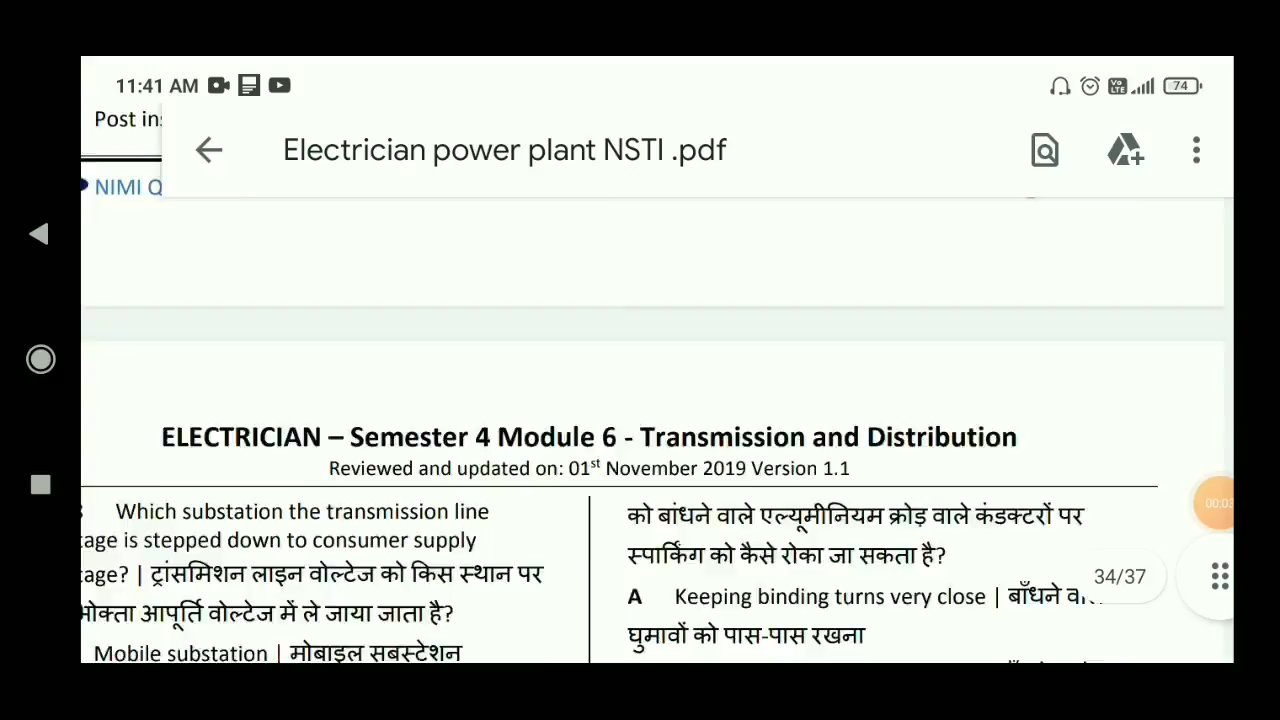 11:41 AM
74
Post ins
Electrician power plant NSTI .pdf
NIMI Q
ELECTRICIAN – Semester 4 Module 6 - Transmission and Distribution
Reviewed and updated on: 01st November 2019 Version 1.1
Which substation the transmission line
tage is stepped down to consumer supply
tage? | ट्रांसमिशन लाइन वोल्टेज को किस स्थान पर
भोक्ता आपूर्ति वोल्टेज में ले जाया जाता है?
Mobile substation | मोबाइल सबस्टेशन
को बांधने वाले एल्यूमीनियम क्रोड़ वाले कंडक्टरों पर
स्पार्किंग को कैसे रोका जा सकता है?
A Keeping binding turns very close | बाँधने वाले
घुमावों को पास-पास रखना
00:03
34/37